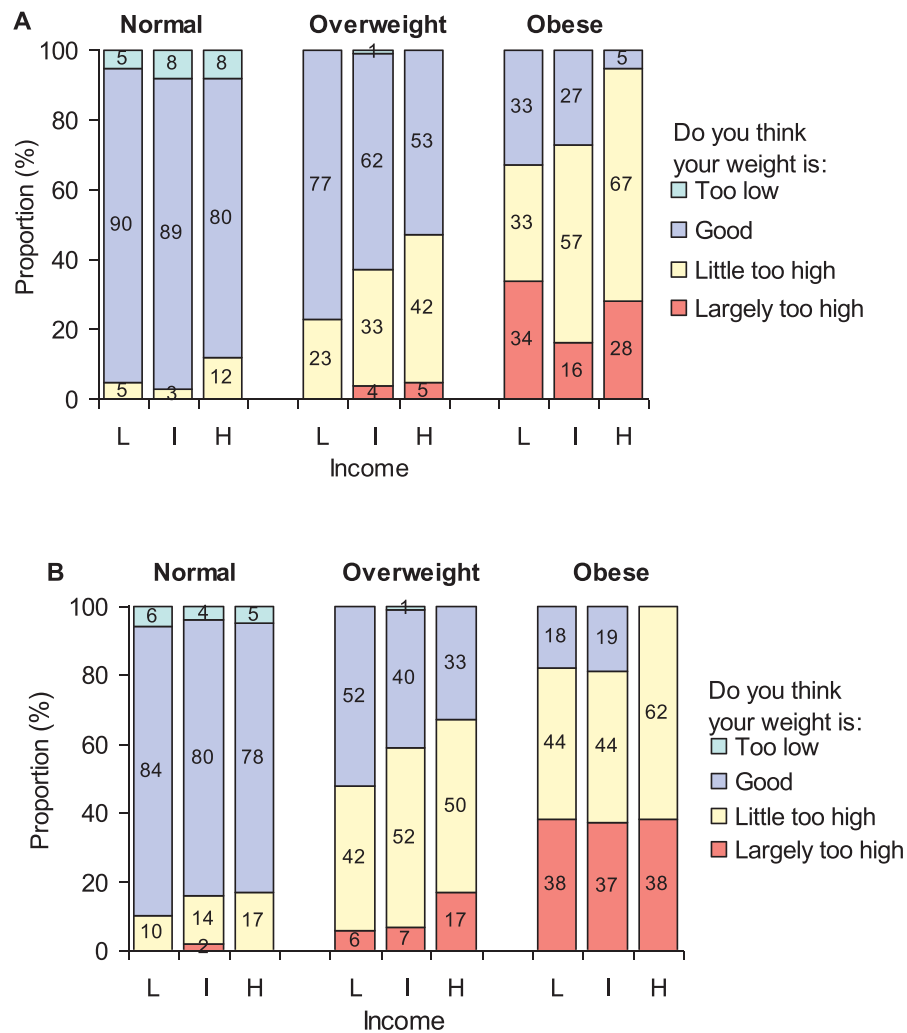 A
Normal Overweight Obese
100
80
60
40
20
0
Proportion (%)
5 8 8
90 89 80
5 3 12
1
77 62 53
23 33 42
4 5
33 27 5
33 57 67
34 16 28
L I H L I H L I H
Income
Do you think
your weight is:
Too low
Good
Little too high
Largely too high
B
Normal Overweight Obese
100
80
60
40
20
0
Proportion (%)
6 4 5
84 80 78
10 14 17
2
1
52 40 33
42 52 50
6 7 17
18 19
44 44 62
38 37 38
L I H L I H L I H
Income
Do you think
your weight is:
Too low
Good
Little too high
Largely too high